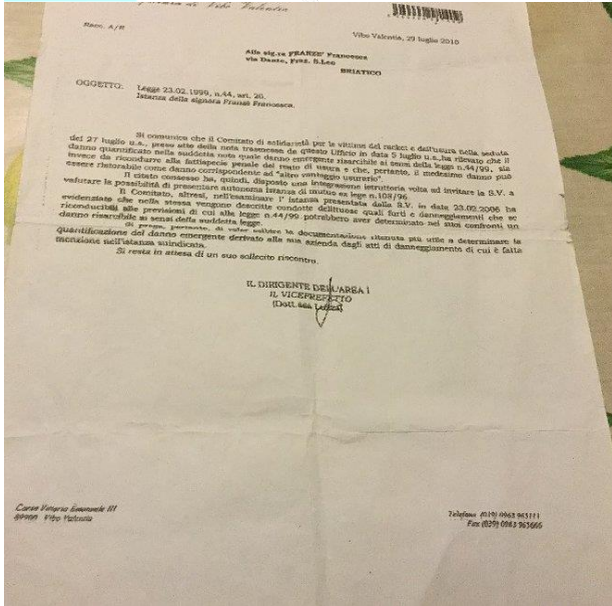 di Vibo Valentia
Racc. A/R
Vibo Valentia, 29 luglio 2010
Alla sig.ra FRANZE' Francesca
via Dante, Fraz. S.Leo
BRIATICO
OGGETTO: Legge 23.02.1999, n.44, art. 20.
Istanza della signora Franzè Francesca.
Si comunica che il Comitato di solidarietà per le vittime del racket e dell'usura nella seduta
del 27 luglio u.s., preso atto della nota trasmessa da questo Ufficio in data 5 luglio u.s., ha rilevato che il
danno quantificato nella suddetta nota quale danno emergente risarcibile ai sensi della legge n.44/99, sia
invece da ricondurre alla fattispecie penale del reato di usura e che, pertanto, il medesimo danno può
essere ristorabile come danno corrispondente ad "altro vantaggio usurario".
Il citato consesso ha, quindi, disposto una integrazione istruttoria volta ad invitare la S.V. a
valutare la possibilità di presentare autonoma istanza di mutuo ex lege n.108/96.
Il Comitato, altresì, nell'esaminare l' istanza presentata dalla S.V. in data 23.02.2006 ha
evidenziato che nella stessa vengono descritte condotte delittuose quali furti e danneggiamenti che se
riconducibili alle previsioni di cui alla legge n.44/99 potrebbero aver determinato nei suoi confronti un
danno risarcibile ai sensi della suddetta legge.
Si prega, pertanto, di voler esibire la documentazione ritenuta più utile a determinare la
quantificazione del danno emergente derivato alla sua azienda dagli atti di danneggiamento di cui è fatta
menzione nell'istanza suindicata.
Si resta in attesa di un suo sollecito riscontro.
IL DIRIGENTE DELL'AREA I
IL VICEPREFETTO
(Dott.ssa
Corso Vittorio Emanuele III
Vibo Valentia
Telefono (039) 0963 965111
Fax (039) 0963 965666